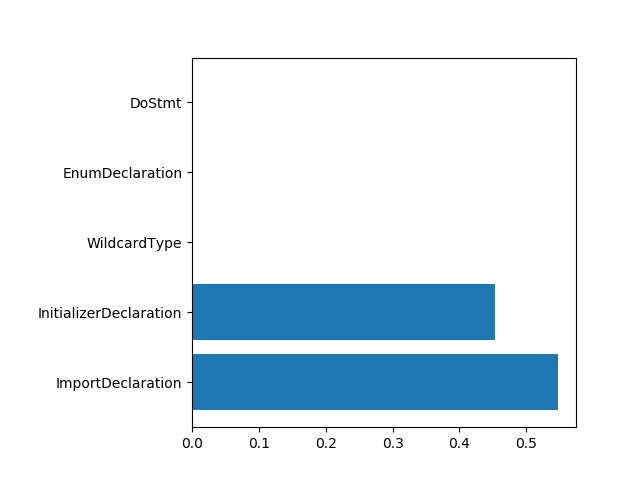 DoStmt
EnumDeclaration
WildcardType
InitializerDeclaration
ImportDeclaration
0.0 0.1 0.2 0.3 0.4 0.5